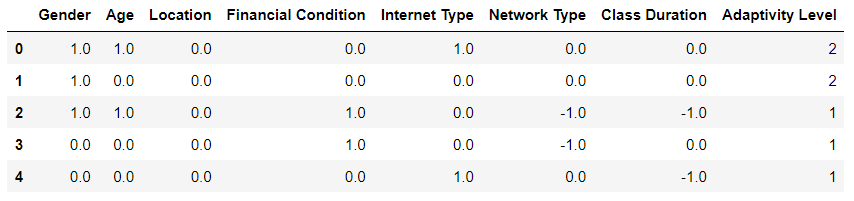 Gender Age Location Financial Condition Internet Type Network Type Class Duration Adaptivity Level
0 1.0 1.0 0.0 0.0 1.0 0.0 0.0 2
1 1.0 0.0 0.0 0.0 0.0 0.0 0.0 2
2 1.0 1.0 0.0 1.0 0.0 -1.0 -1.0 1
3 0.0 0.0 0.0 1.0 0.0 -1.0 0.0 1
4 0.0 0.0 0.0 0.0 1.0 0.0 -1.0 1